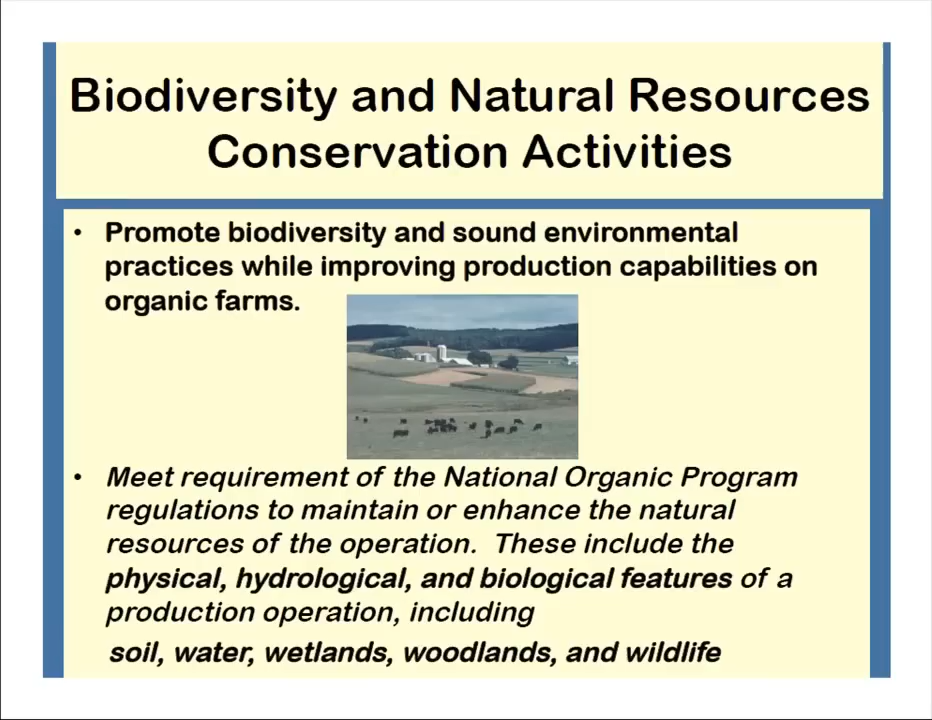 Biodiversity and Natural Resources
Conservation Activities
• Promote biodiversity and sound environmental
practices while improving production capabilities on
organic farms.
• Meet requirement of the National Organic Program
regulations to maintain or enhance the natural
resources of the operation.  These include the
physical, hydrological, and biological features of a
production operation, including
soil, water, wetlands, woodlands, and wildlife